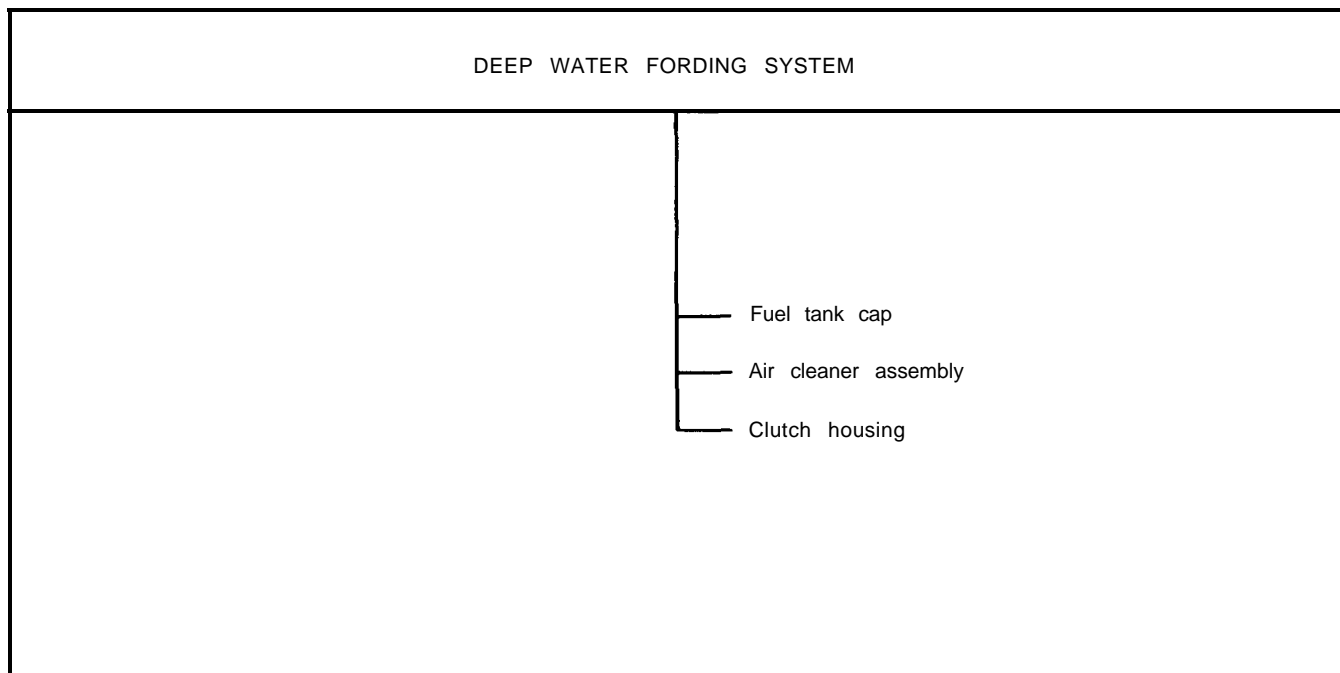 DEEP WATER FORDING SYSTEM
Fuel tank cap
Air cleaner assembly
Clutch housing